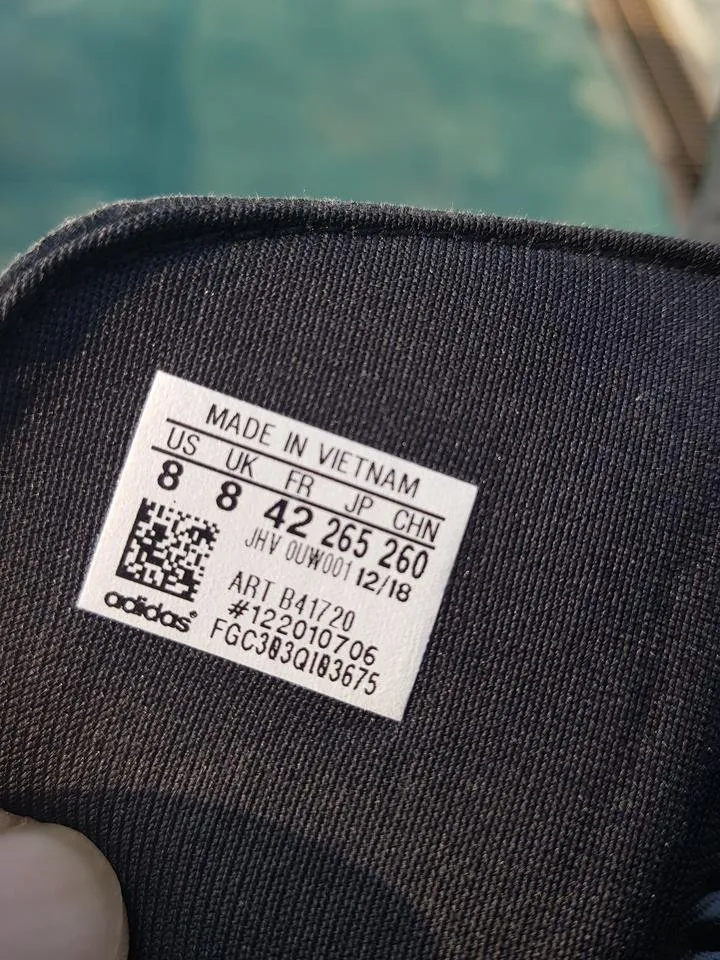 MADE IN VIETNAM
US UK FR JP CHN
8 8 42 265 260
JHV 0UW001 12/18
ART B41720
#122010706
FGC303QI03675
adidas®